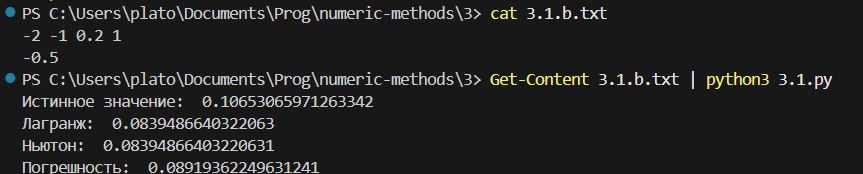 PS C:\Users\plato\Documents\Prog\numeric-methods\3> cat 3.1.b.txt
-2 -1 0.2 1
-0.5
PS C:\Users\plato\Documents\Prog\numeric-methods\3> Get-Content 3.1.b.txt | python3 3.1.py
Истинное значение:  0.10653065971263342
Лагранж:  0.0839486640322063
Ньютон:  0.08394866403220631
Погрешность:  0.08919362249631241